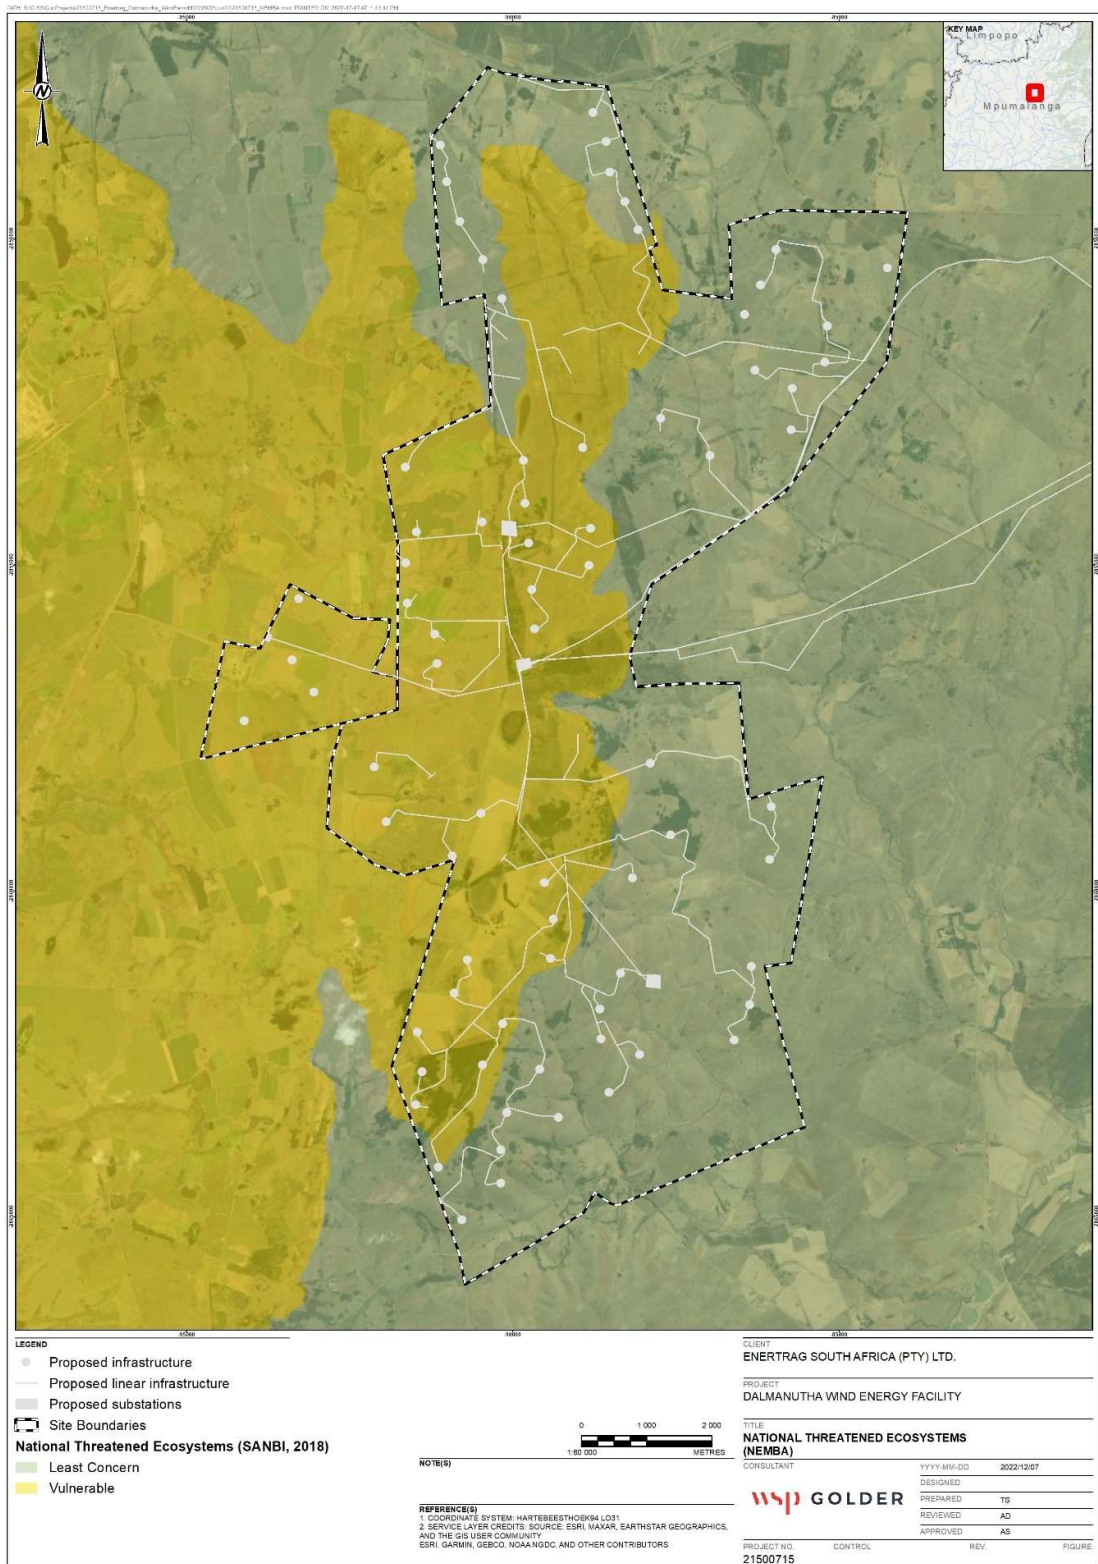 KEY MAP
Limpopo
Mpumalanga
N
-95000
-90000
-85000
LEGEND
Proposed infrastructure
Proposed linear infrastructure
Proposed substations
Site Boundaries
National Threatened Ecosystems (SANBI, 2018)
Least Concern
Vulnerable
0 1 000 2 000
1:60 000 METRES
NOTE(S)
REFERENCE(S)
1. COORDINATE SYSTEM: HARTEBEESTHOEK94 LO31
2. SERVICE LAYER CREDITS: SOURCE: ESRI, MAXAR, EARTHSTAR GEOGRAPHICS,
AND THE GIS USER COMMUNITY
ESRI, GARMIN, GEBCO, NOAA NGDC, AND OTHER CONTRIBUTORS
CLIENT
ENERTRAG SOUTH AFRICA (PTY) LTD.
PROJECT
DALMANUTHA WIND ENERGY FACILITY
TITLE
NATIONAL THREATENED ECOSYSTEMS
(NEMBA)
CONSULTANT
wsp GOLDER
YYYY-MM-DD 2022/12/07
DESIGNED
PREPARED TS
REVIEWED AD
APPROVED AS
PROJECT NO. CONTROL REV. FIGURE
21500715